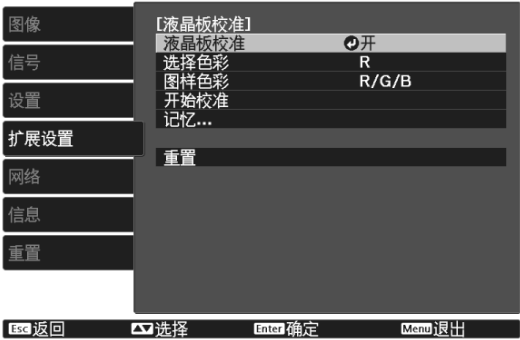 图像
信号
设置
扩展设置
网络
信息
重置
[液晶板校准]
液晶板校准 开
选择色彩 R
图样色彩 R/G/B
开始校准
记忆...
重置
Esc 返回 选择 Enter 确定 Menu 退出